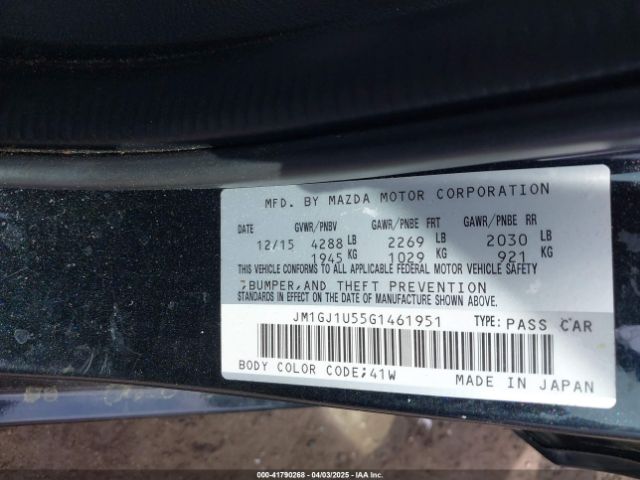 MFD. BY MAZDA MOTOR CORPORATION
DATE GVWR/PNBV GAWR/PNBE FRT GAWR/PNBE RR
12/15 4288 LB 2269 LB 2030 LB
1945 KG 1029 KG 921 KG
THIS VEHICLE CONFORMS TO ALL APPLICABLE FEDERAL MOTOR VEHICLE SAFETY
;BUMPER,AND THEFT PREVENTION
STANDARDS IN EFFECT ON THE DATE OF MANUFACTURE SHOWN ABOVE.
JM1GJ1U55G1461951 TYPE: PASS CAR
BODY COLOR CODE;41W MADE IN JAPAN
000-41790268 - 04/03/2025 - IAA Inc.